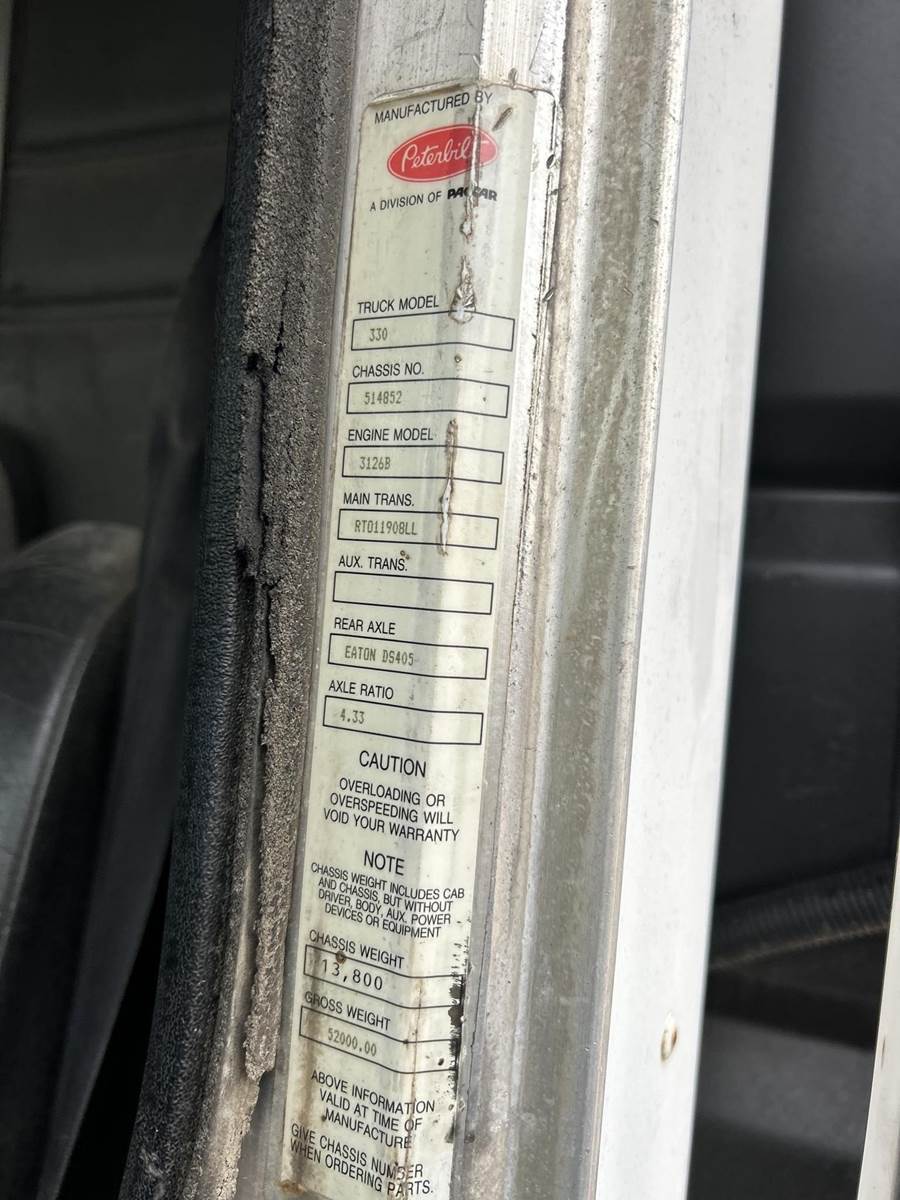 MANUFACTURED BY
Peterbilt
A DIVISION OF PACCAR
TRUCK MODEL
330
CHASSIS NO.
514852
ENGINE MODEL
3126B
MAIN TRANS.
RTO11908LL
AUX. TRANS.
REAR AXLE
EATON DS405
AXLE RATIO
4.33
CAUTION
OVERLOADING OR
OVERSPEEDING WILL
VOID YOUR WARRANTY
NOTE
CHASSIS WEIGHT INCLUDES CAB
AND CHASSIS, BUT WITHOUT
DRIVER, BODY, AUX. POWER
DEVICES OR EQUIPMENT
CHASSIS WEIGHT
13,800
GROSS WEIGHT
52000.00
ABOVE INFORMATION
VALID AT TIME OF
MANUFACTURE
GIVE CHASSIS NUMBER
WHEN ORDERING PARTS.